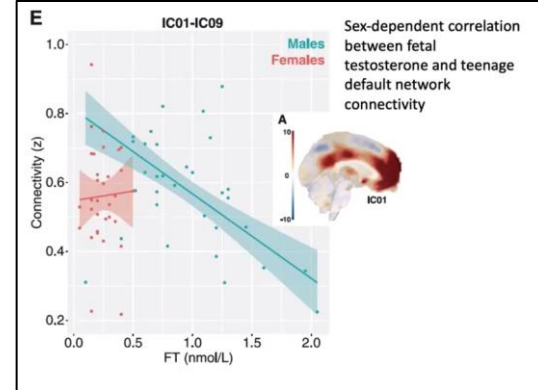 E
IC01-IC09
Males
Females
Sex-dependent correlation
between fetal
testosterone and teenage
default network
connectivity
1.0
0.8
0.6
0.4
0.2
Connectivity (z)
0.0
0.5
1.0
1.5
2.0
FT (nmol/L)
A
10
-10
IC01